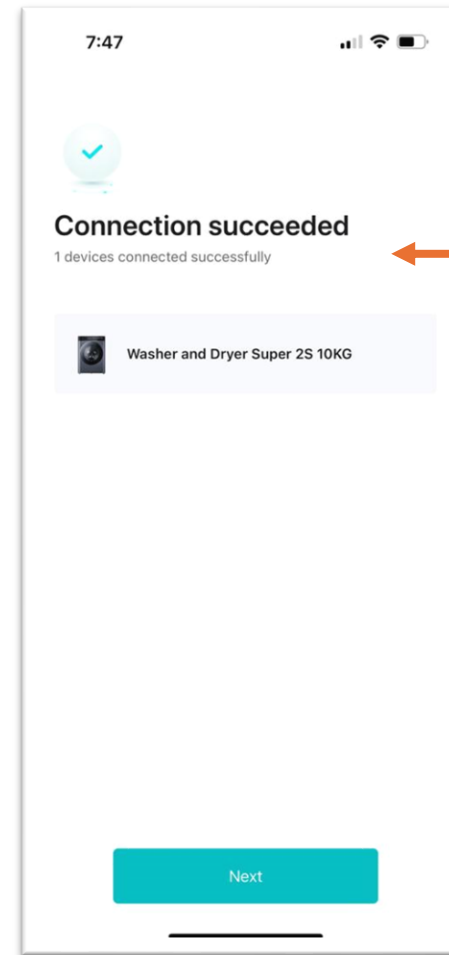 7:47
Connection succeeded
1 devices connected successfully
Washer and Dryer Super 2S 10KG
Next